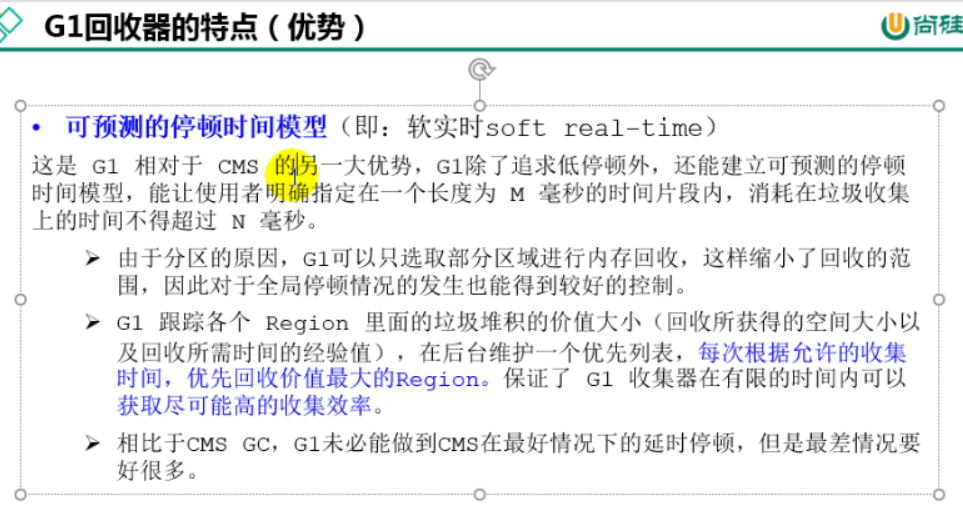 G1回收器的特点（优势）
尚硅
• 可预测的停顿时间模型（即：软实时soft real-time）
这是 G1 相对于 CMS 的另一大优势，G1除了追求低停顿外，还能建立可预测的停顿
时间模型，能让使用者明确指定在一个长度为 M 毫秒的时间片段内，消耗在垃圾收集
上的时间不得超过 N 毫秒。
➢ 由于分区的原因，G1可以只选取部分区域进行内存回收，这样缩小了回收的范
围，因此对于全局停顿情况的发生也能得到较好的控制。
➢ G1 跟踪各个 Region 里面的垃圾堆积的价值大小（回收所获得的空间大小以
及回收所需时间的经验值），在后台维护一个优先列表，每次根据允许的收集
时间，优先回收价值最大的Region。保证了 G1 收集器在有限的时间内可以
获取尽可能高的收集效率。
➢ 相比于CMS GC，G1未必能做到CMS在最好情况下的延时停顿，但是最差情况要
好很多。